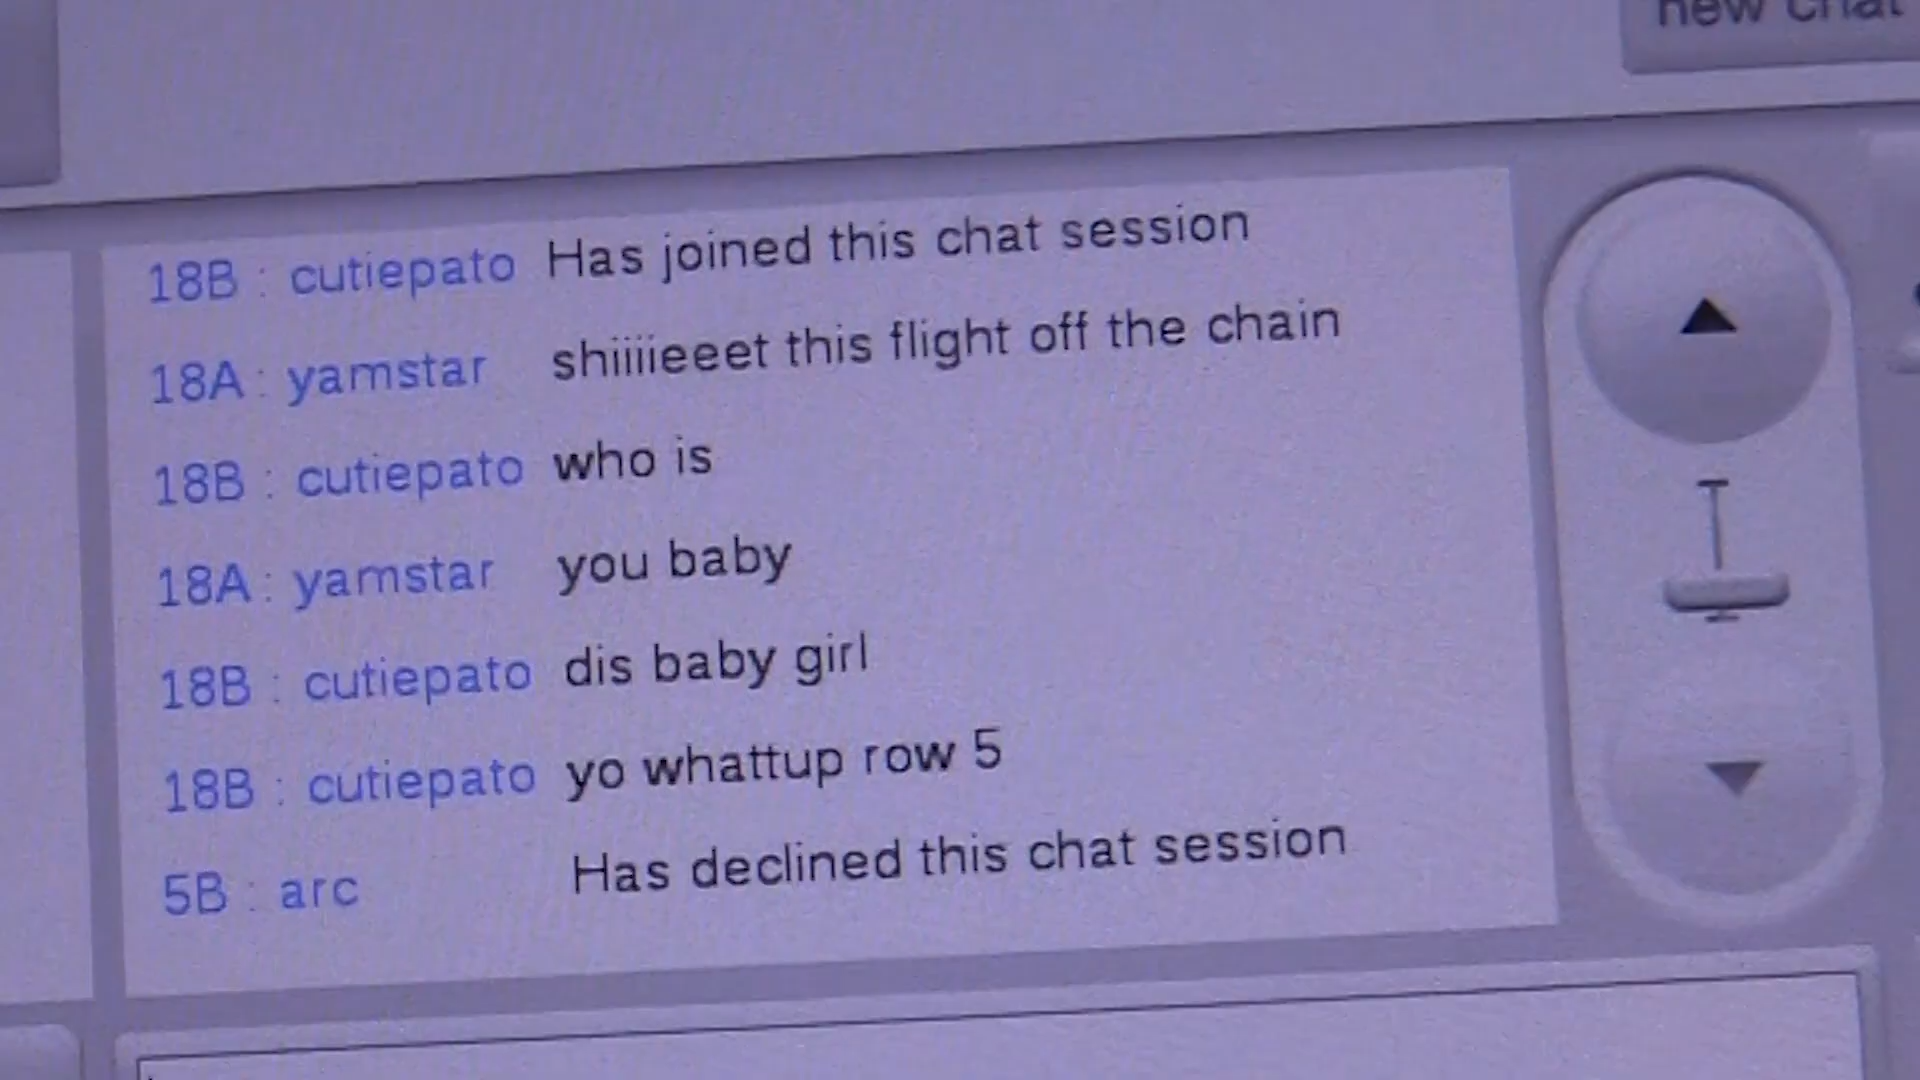 new chat
18B : cutiepato Has joined this chat session
18A : yamstar shiiiieeet this flight off the chain
18B : cutiepato who is
18A : yamstar you baby
18B : cutiepato dis baby girl
18B : cutiepato yo whattup row 5
5B : arc Has declined this chat session